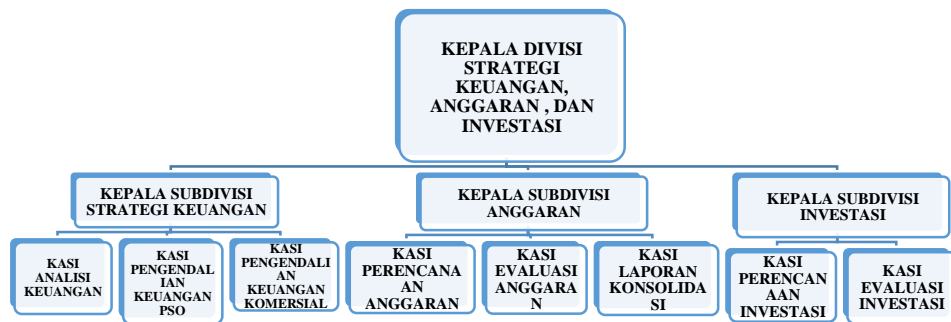 KEPALA DIVISI
STRATEGI
KEUANGAN,
ANGGARAN , DAN
INVESTASI
KEPALA SUBDIVISI
STRATEGI KEUANGAN
KEPALA SUBDIVISI
ANGGARAN
KEPALA SUBDIVISI
INVESTASI
KASI
ANALISI
KEUANGAN
KASI
PENGENDAL
IAN
KEUANGAN
PSO
KASI
PENGENDALI
AN
KEUANGAN
KOMERSIAL
KASI
PERENCANA
AN
ANGGARAN
KASI
EVALUASI
ANGGARA
N
KASI
LAPORAN
KONSOLIDA
SI
KASI
PERENCAN
AAN
INVESTASI
KASI
EVALUASI
INVESTASI